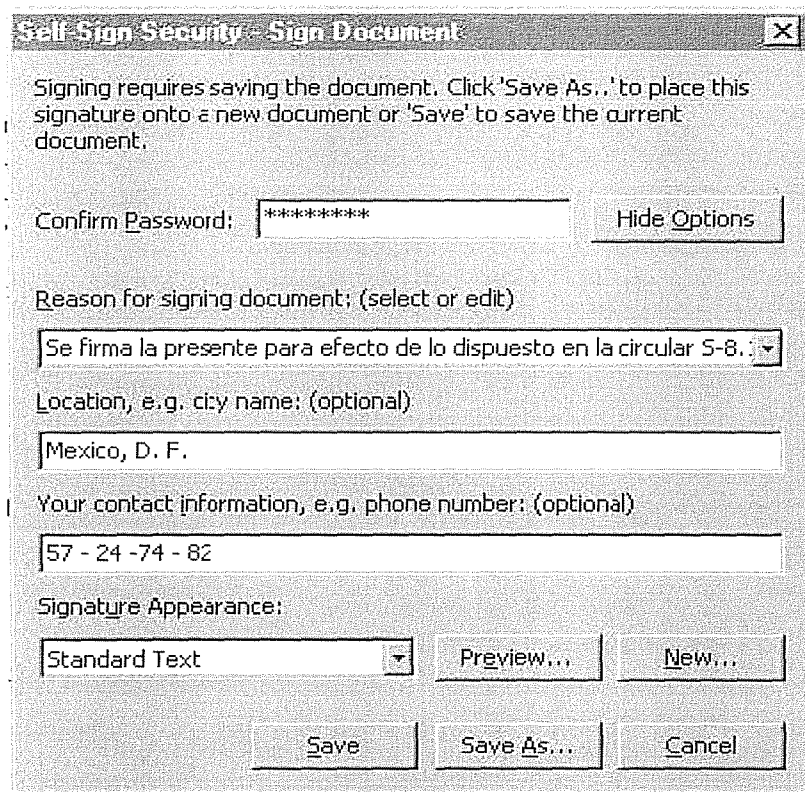 Self-Sign Security - Sign Document
Signing requires saving the document. Click 'Save As..' to place this
signature onto a new document or 'Save' to save the current
document.
Confirm Password: ******** Hide Options
Reason for signing document: (select or edit)
Se firma la presente para efecto de lo dispuesto en la circular S-8.
Location, e.g. city name: (optional)
Mexico, D. F.
Your contact information, e.g. phone number: (optional)
57 - 24 -74 - 82
Signature Appearance:
Standard Text Preview... New...
Save Save As... Cancel